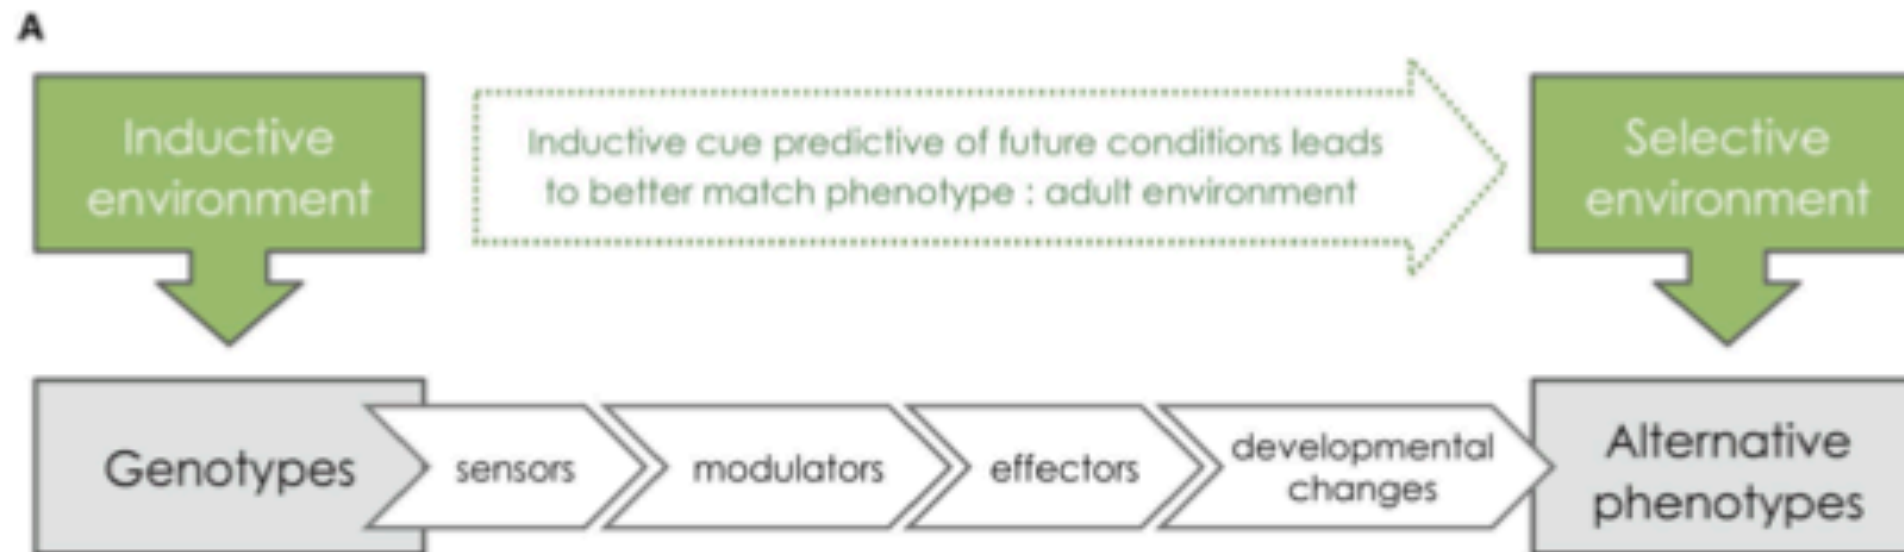 A
Inductive
environment
Inductive cue predictive of future conditions leads
to better match phenotype : adult environment
Selective
environment
Genotypes
sensors
modulators
effectors
developmental
changes
Alternative
phenotypes